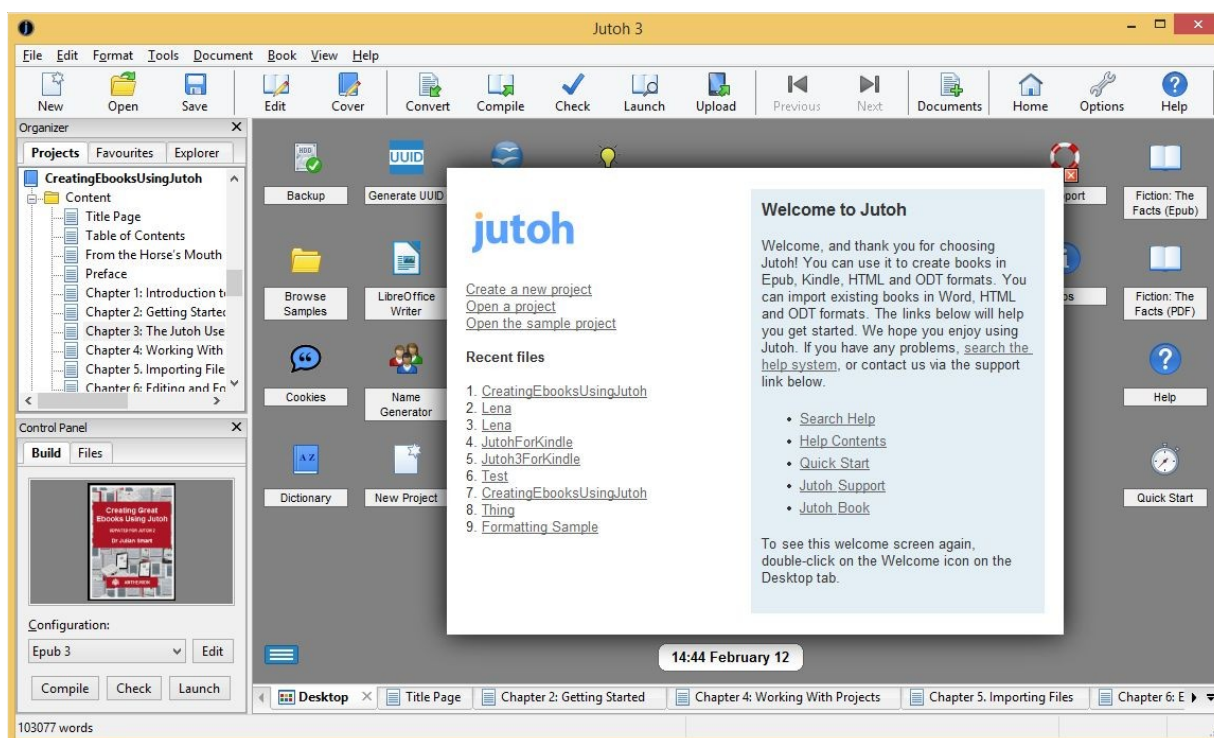 Jutoh 3
File Edit Format Tools Document Book View Help
New Open Save Edit Cover Convert Compile Check Launch Upload Previous Next Documents Home Options Help
Organizer
Projects Favourites Explorer
CreatingEbooksUsingJutoh
Content
Title Page
Table of Contents
From the Horse's Mouth
Preface
Chapter 1: Introduction t
Chapter 2: Getting Started
Chapter 3: The Jutoh Use
Chapter 4: Working With
Chapter 5. Importing File
Chapter 6: Editing and Fo
Control Panel
Build Files
Creating Great
Ebooks Using Jutoh
Dr Julian Smart
Configuration:
Epub 3 Edit
Compile Check Launch
103077 words
HDD
Backup
UUID
Generate UUID
Browse
Samples
LibreOffice
Writer
Cookies
Name
Generator
A Z
Dictionary
New Project
jutoh
Create a new project
Open a project
Open the sample project
Recent files
1. CreatingEbooksUsingJutoh
2. Lena
3. Lena
4. JutohForKindle
5. Jutoh3ForKindle
6. Test
7. CreatingEbooksUsingJutoh
8. Thing
9. Formatting Sample
Welcome to Jutoh
Welcome, and thank you for choosing
Jutoh! You can use it to create books in
Epub, Kindle, HTML and ODT formats. You
can import existing books in Word, HTML
and ODT formats. The links below will help
you get started. We hope you enjoy using
Jutoh. If you have any problems, search the
help system, or contact us via the support
link below.
• Search Help
• Help Contents
• Quick Start
• Jutoh Support
• Jutoh Book
To see this welcome screen again,
double-click on the Welcome icon on the
Desktop tab.
port
Fiction: The
Facts (Epub)
ps
Fiction: The
Facts (PDF)
Help
Quick Start
14:44 February 12
Desktop Title Page Chapter 2: Getting Started Chapter 4: Working With Projects Chapter 5. Importing Files Chapter 6: E